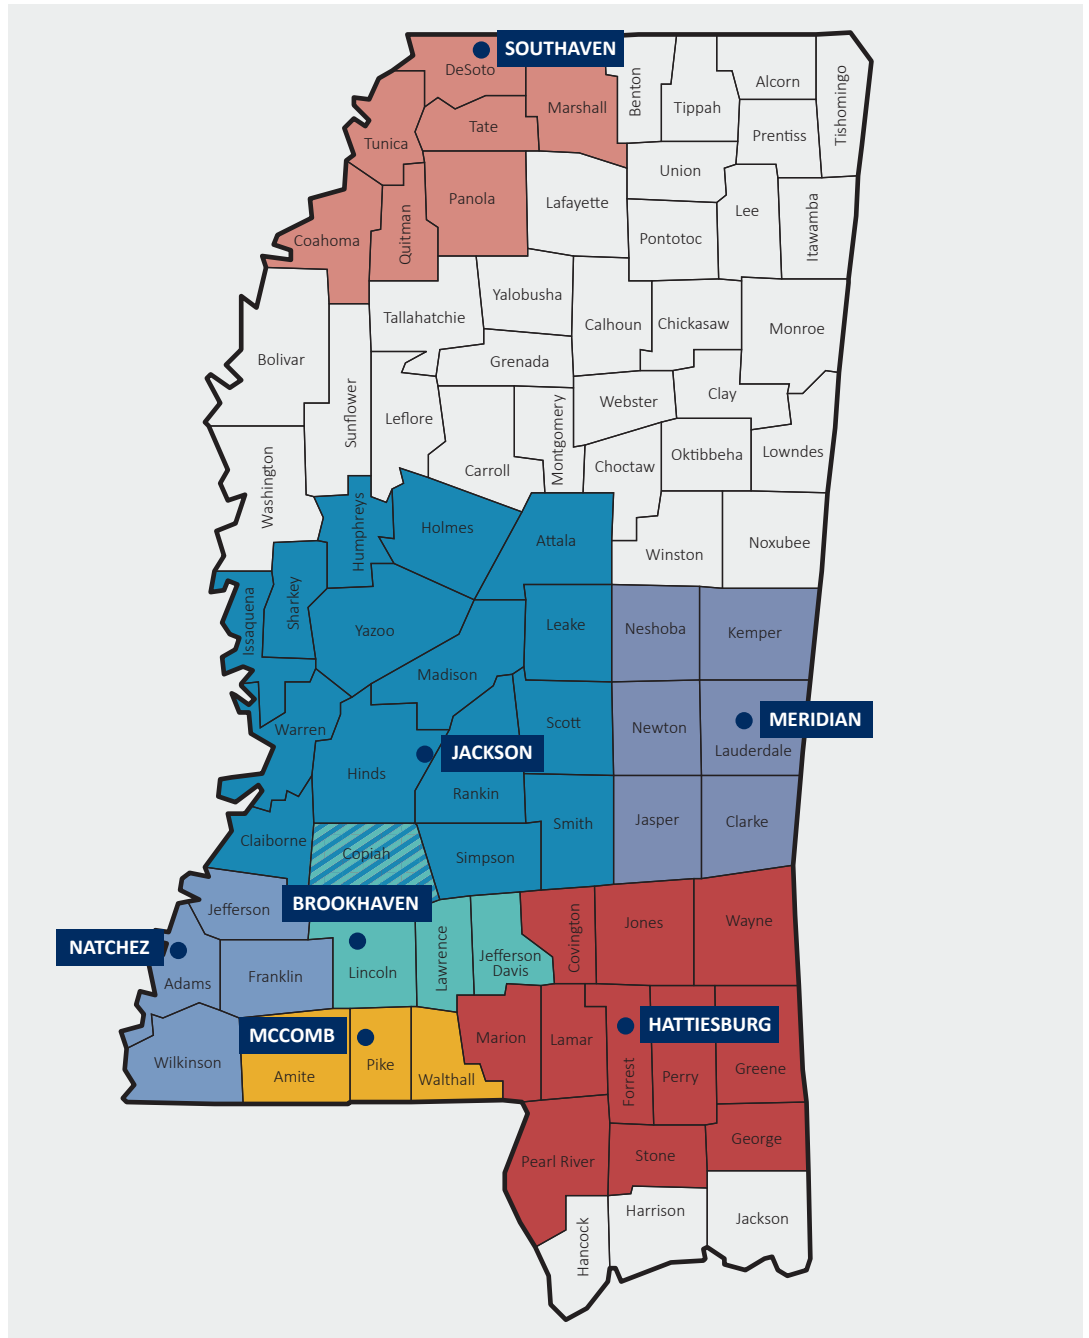 SOUTHAVEN
DeSoto
Benton
Alcorn
Tishomingo
Marshall
Tippah
Tate
Prentiss
Tunica
Union
Panola
Lafayette
Lee
Itawamba
Quitman
Coahoma
Pontotoc
Yalobusha
Tallahatchie
Calhoun
Chickasaw
Monroe
Bolivar
Grenada
Sunflower
Leflore
Webster
Clay
Montgomery
Carroll
Choctaw
Oktibbeha
Lowndes
Washington
Humphreys
Holmes
Attala
Winston
Noxubee
Issaquena
Sharkey
Yazoo
Leake
Neshoba
Kemper
Madison
Warren
Scott
Newton
MERIDIAN
Lauderdale
JACKSON
Hinds
Rankin
Claiborne
Copiah
Simpson
Smith
Jasper
Clarke
BROOKHAVEN
Jefferson
Covington
Jones
Wayne
NATCHEZ
Adams
Franklin
Lincoln
Lawrence
Jefferson
Davis
MCCOMB
HATTIESBURG
Wilkinson
Amite
Pike
Walthall
Marion
Lamar
Forrest
Perry
Greene
George
Pearl River
Stone
Hancock
Harrison
Jackson